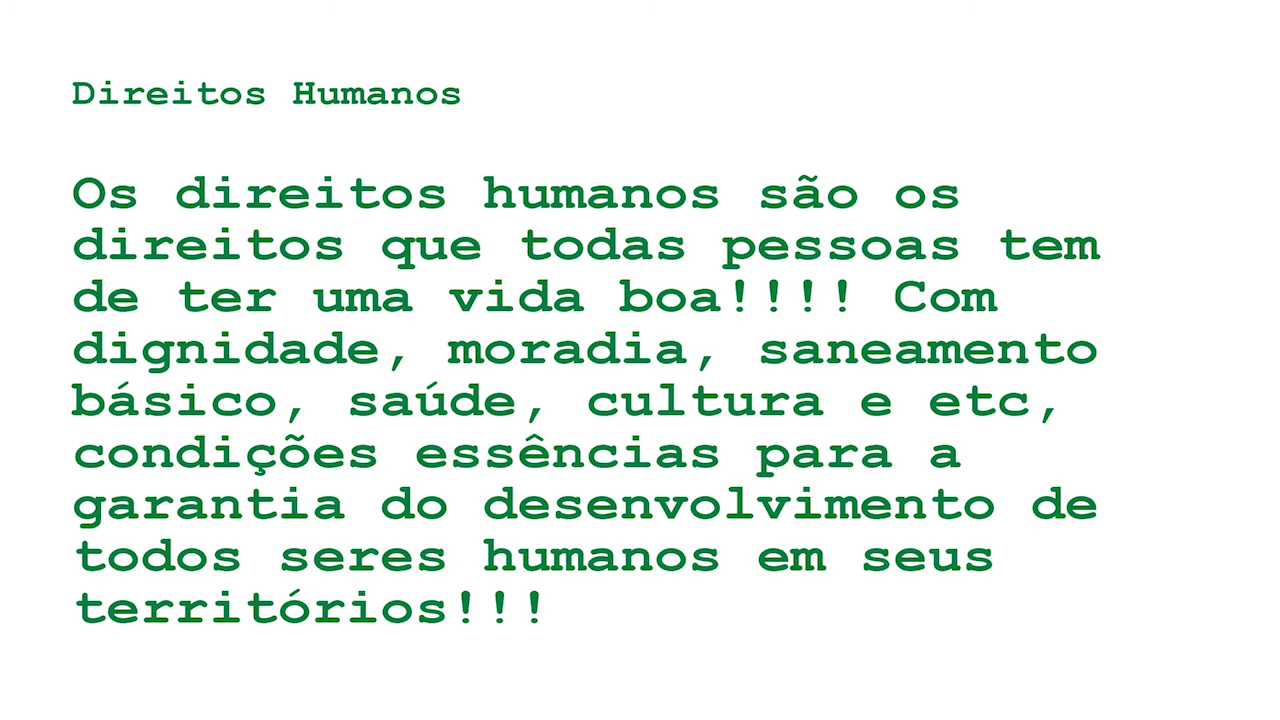 Direitos Humanos
Os direitos humanos são os
direitos que todas pessoas tem
de ter uma vida boa!!!! Com
dignidade, moradia, saneamento
básico, saúde, cultura e etc,
condições essências para a
garantia do desenvolvimento de
todos seres humanos em seus
territórios!!!